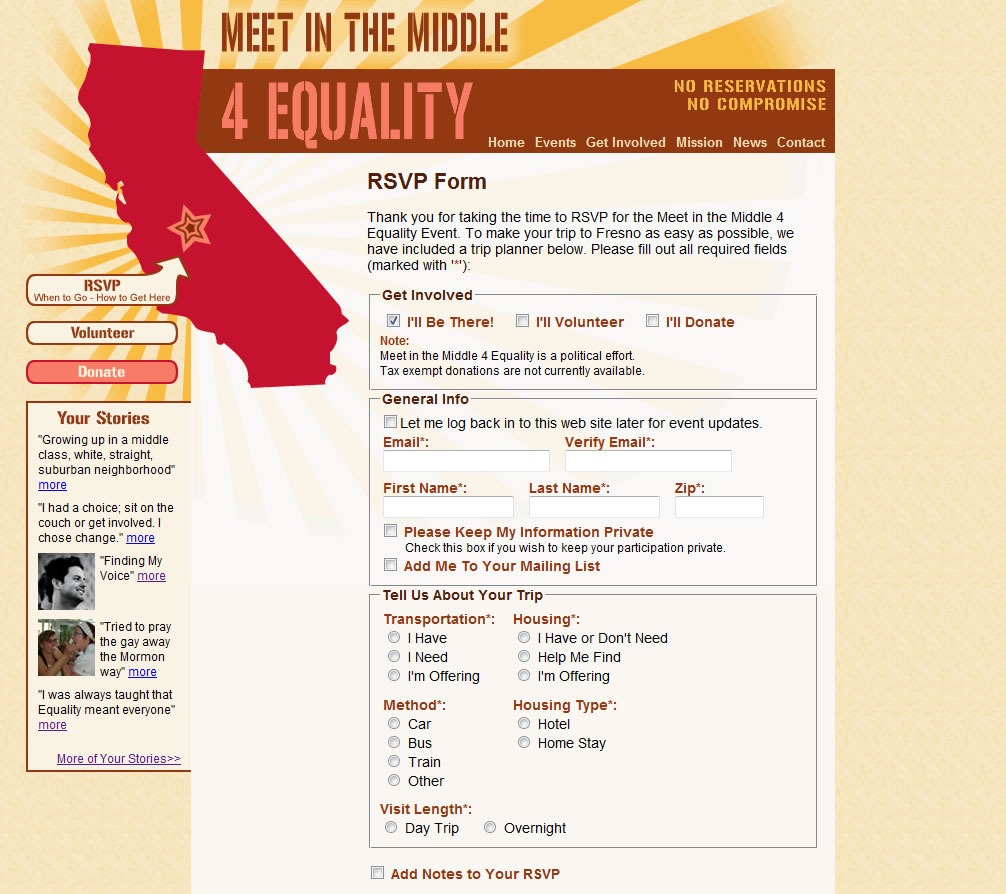 MEET IN THE MIDDLE
4 EQUALITY
NO RESERVATIONS
NO COMPROMISE
Home Events Get Involved Mission News Contact
RSVP
When to Go - How to Get Here
Volunteer
Donate
Your Stories
"Growing up in a middle
class, white, straight,
suburban neighborhood"
more
"I had a choice; sit on the
couch or get involved. I
chose change." more
"Finding My
Voice" more
"Tried to pray
the gay away
the Mormon
way" more
"I was always taught that
Equality meant everyone"
more
More of Your Stories>>
RSVP Form
Thank you for taking the time to RSVP for the Meet in the Middle 4
Equality Event. To make your trip to Fresno as easy as possible, we
have included a trip planner below. Please fill out all required fields
(marked with '*'):
Get Involved
I'll Be There! I'll Volunteer I'll Donate
Note:
Meet in the Middle 4 Equality is a political effort.
Tax exempt donations are not currently available.
General Info
Let me log back in to this web site later for event updates.
Email*: Verify Email*:
First Name*: Last Name*: Zip*:
Please Keep My Information Private
Check this box if you wish to keep your participation private.
Add Me To Your Mailing List
Tell Us About Your Trip
Transportation*: Housing*:
I Have I Have or Don't Need
I Need Help Me Find
I'm Offering I'm Offering
Method*: Housing Type*:
Car Hotel
Bus Home Stay
Train
Other
Visit Length*:
Day Trip Overnight
Add Notes to Your RSVP